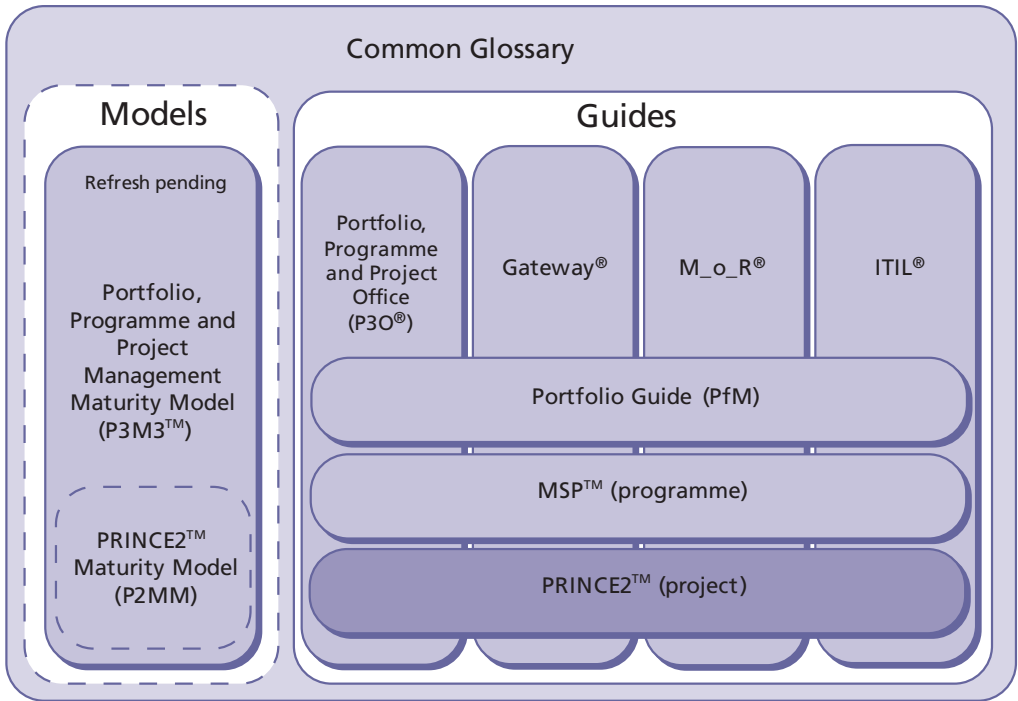 Common Glossary
Models
Refresh pending
Portfolio,
Programme and
Project
Management
Maturity Model
(P3M3™)
PRINCE2™
Maturity Model
(P2MM)
Guides
Portfolio,
Programme
and Project
Office
(P3O®)
Gateway®
M_o_R®
ITIL®
Portfolio Guide (PfM)
MSP™ (programme)
PRINCE2™ (project)